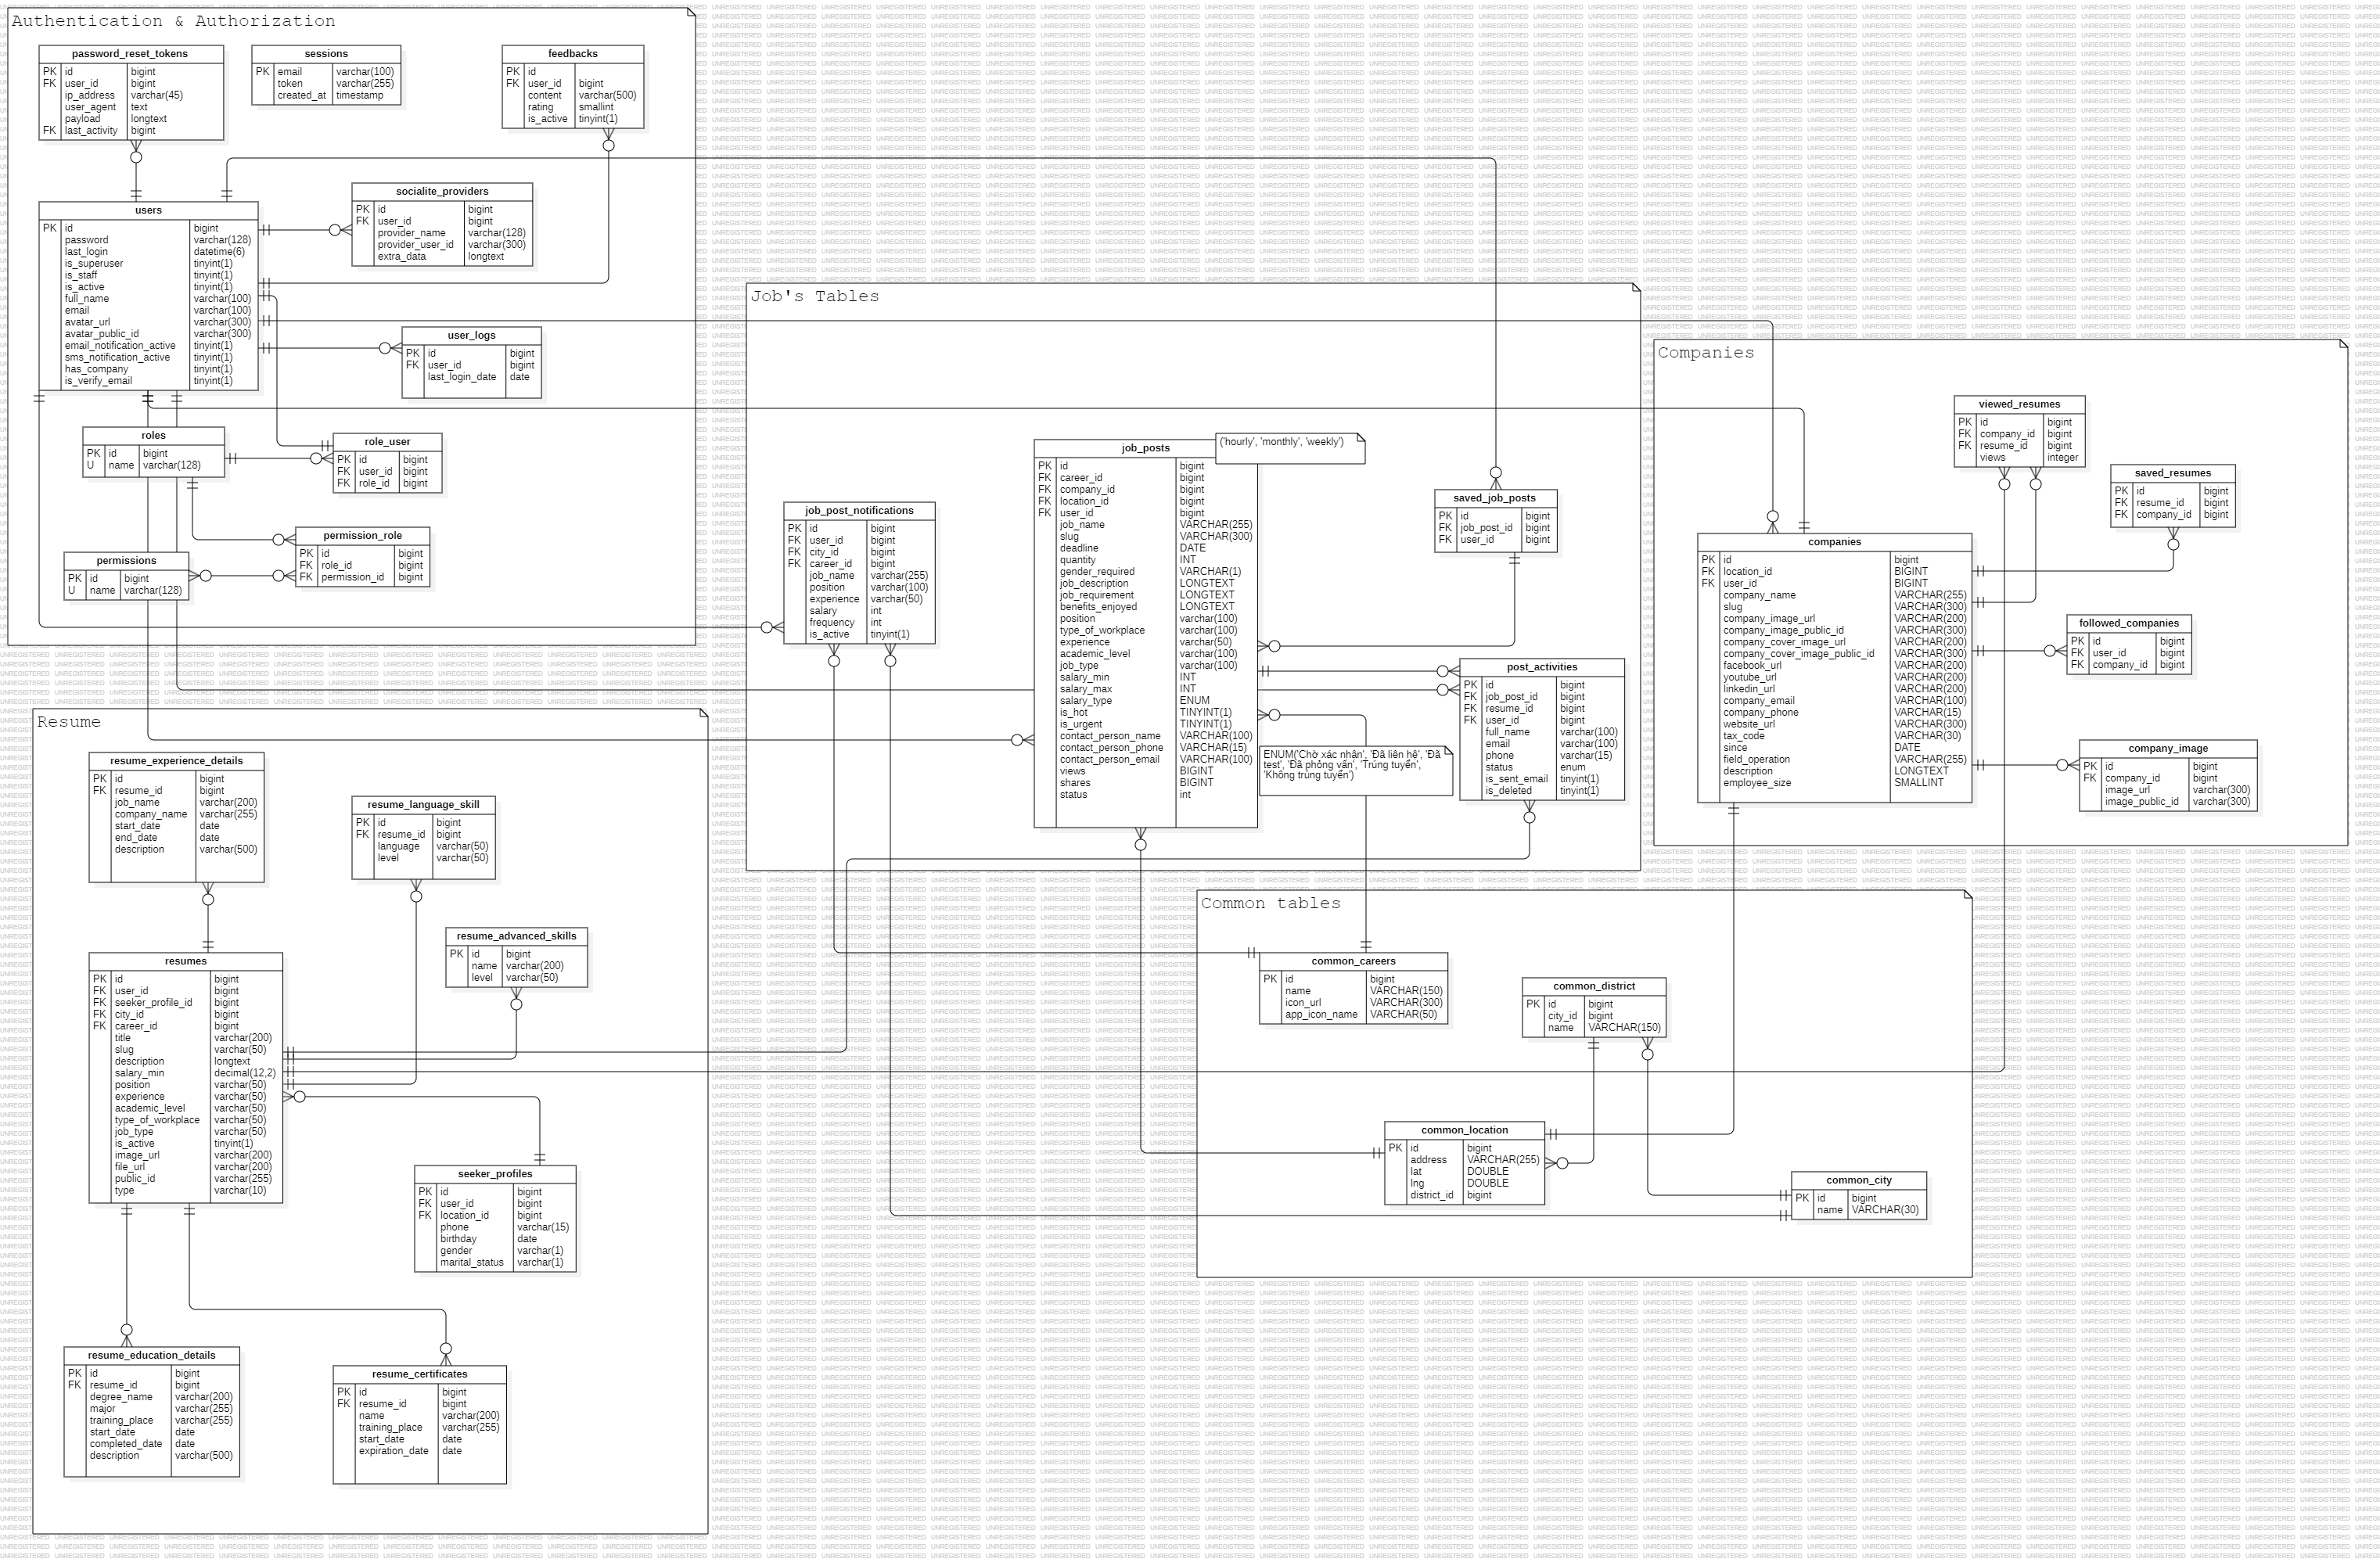 Authentication & Authorization
password_reset_tokens
PK id bigint
FK user_id bigint
ip_address varchar(45)
user_agent text
payload longtext
FK last_activity bigint
sessions
PK email varchar(100)
token varchar(255)
created_at timestamp
feedbacks
PK id
FK user_id bigint
content varchar(500)
rating smallint
is_active tinyint(1)
socialite_providers
PK id bigint
FK user_id bigint
provider_name varchar(128)
provider_user_id varchar(300)
extra_data longtext
users
PK id bigint
password varchar(128)
last_login datetime(6)
is_superuser tinyint(1)
is_staff tinyint(1)
is_active tinyint(1)
full_name varchar(100)
email varchar(100)
avatar_url varchar(300)
avatar_public_id varchar(300)
email_notification_active tinyint(1)
sms_notification_active tinyint(1)
has_company tinyint(1)
is_verify_email tinyint(1)
user_logs
PK id bigint
FK user_id bigint
last_login_date date
roles
PK id bigint
U name varchar(128)
role_user
PK id bigint
FK user_id bigint
FK role_id bigint
permission_role
PK id bigint
FK role_id bigint
FK permission_id bigint
permissions
PK id bigint
U name varchar(128)
Job's Tables
job_post_notifications
PK id bigint
FK user_id bigint
FK city_id bigint
FK career_id bigint
job_name varchar(255)
position varchar(100)
experience varchar(50)
salary int
frequency int
is_active tinyint(1)
job_posts
('hourly', 'monthly', 'weekly')
PK id bigint
FK career_id bigint
FK company_id bigint
FK location_id bigint
FK user_id bigint
job_name VARCHAR(255)
slug VARCHAR(300)
deadline DATE
quantity INT
gender_required VARCHAR(1)
job_description LONGTEXT
job_requirement LONGTEXT
benefits_enjoyed LONGTEXT
position varchar(100)
type_of_workplace varchar(100)
experience varchar(50)
academic_level varchar(100)
job_type varchar(100)
salary_min INT
salary_max INT
salary_type ENUM
is_hot TINYINT(1)
is_urgent TINYINT(1)
contact_person_name VARCHAR(100)
contact_person_phone VARCHAR(15)
contact_person_email VARCHAR(100)
views BIGINT
shares BIGINT
status int
saved_job_posts
PK id bigint
FK job_post_id bigint
FK user_id bigint
post_activities
PK id bigint
FK job_post_id bigint
FK resume_id bigint
FK user_id bigint
full_name varchar(100)
email varchar(100)
phone varchar(15)
status enum
is_sent_email tinyint(1)
is_deleted tinyint(1)
ENUM('Chờ xác nhận', 'Đã liên hệ', 'Đã
test', 'Đã phỏng vấn', 'Trúng tuyển',
'Không trúng tuyển')
Companies
viewed_resumes
PK id bigint
FK company_id bigint
FK resume_id bigint
views integer
saved_resumes
PK id bigint
FK resume_id bigint
FK company_id bigint
companies
PK id bigint
FK location_id BIGINT
FK user_id BIGINT
company_name VARCHAR(255)
slug VARCHAR(300)
company_image_url VARCHAR(200)
company_image_public_id VARCHAR(300)
company_cover_image_url VARCHAR(200)
company_cover_image_public_id VARCHAR(300)
facebook_url VARCHAR(200)
youtube_url VARCHAR(200)
linkedin_url VARCHAR(200)
company_email VARCHAR(100)
company_phone VARCHAR(15)
website_url VARCHAR(300)
tax_code VARCHAR(30)
since DATE
field_operation VARCHAR(255)
description LONGTEXT
employee_size SMALLINT
followed_companies
PK id bigint
FK user_id bigint
FK company_id bigint
company_image
PK id bigint
FK company_id bigint
image_url varchar(300)
image_public_id varchar(300)
Resume
resume_experience_details
PK id bigint
FK resume_id bigint
job_name varchar(200)
company_name varchar(255)
start_date date
end_date date
description varchar(500)
resume_language_skill
PK id bigint
FK resume_id bigint
language varchar(50)
level varchar(50)
resume_advanced_skills
PK id bigint
name varchar(200)
level varchar(50)
resumes
PK id bigint
FK user_id bigint
FK seeker_profile_id bigint
FK city_id bigint
FK career_id bigint
title varchar(200)
slug varchar(50)
description longtext
salary_min decimal(12,2)
position varchar(50)
experience varchar(50)
academic_level varchar(50)
type_of_workplace varchar(50)
job_type varchar(50)
is_active tinyint(1)
image_url varchar(200)
file_url varchar(200)
public_id varchar(255)
type varchar(10)
seeker_profiles
PK id bigint
FK user_id bigint
FK location_id bigint
phone varchar(15)
birthday date
gender varchar(1)
marital_status varchar(1)
resume_education_details
PK id bigint
FK resume_id bigint
degree_name varchar(200)
major varchar(255)
training_place varchar(255)
start_date date
completed_date date
description varchar(500)
resume_certificates
PK id bigint
FK resume_id bigint
name varchar(200)
training_place varchar(255)
start_date date
expiration_date date
Common tables
common_careers
PK id bigint
name VARCHAR(150)
icon_url VARCHAR(300)
app_icon_name VARCHAR(50)
common_district
PK id bigint
city_id bigint
name VARCHAR(150)
common_location
PK id bigint
address VARCHAR(255)
lat DOUBLE
lng DOUBLE
district_id bigint
common_city
PK id bigint
name VARCHAR(30)
UNREGISTERED